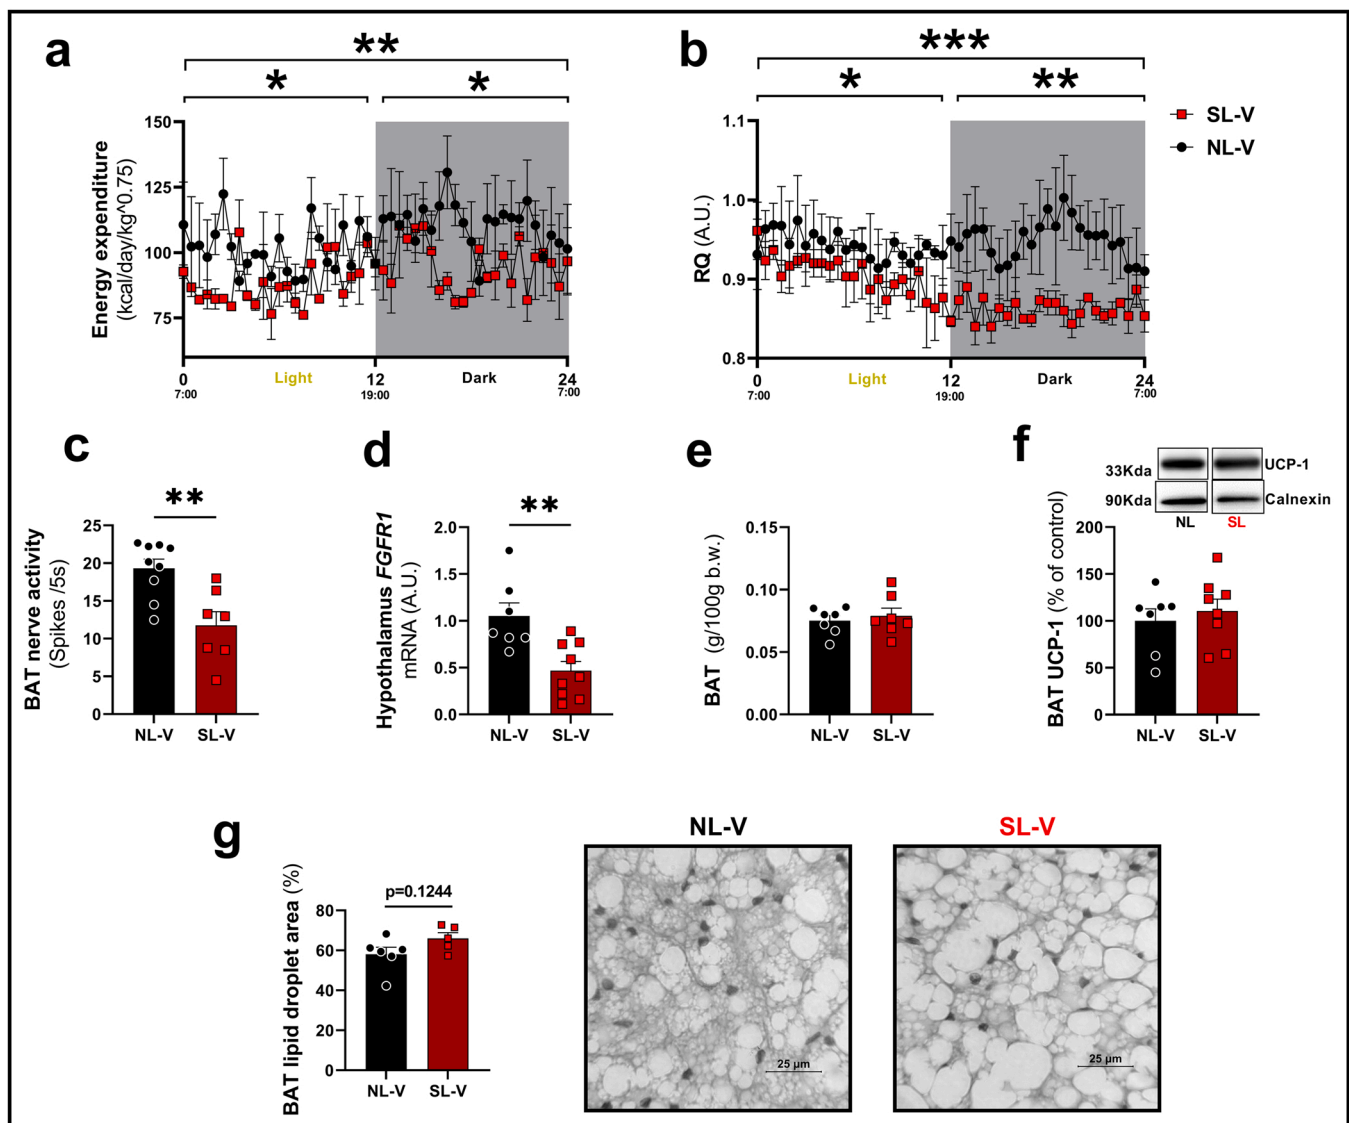 a
**
*
*
Energy expenditure
(kcal/day/kg^0.75)
150
125
100
75
0
12
24
7:00
19:00
7:00
Light
Dark
b
***
*
**
RQ (A.U.)
1.1
1.0
0.9
0.8
0
12
24
7:00
19:00
7:00
Light
Dark
SL-V
NL-V
c
**
BAT nerve activity
(Spikes /5s)
25
20
15
10
5
0
NL-V
SL-V
d
**
Hypothalamus FGFR1
mRNA (A.U.)
2.0
1.5
1.0
0.5
0.0
NL-V
SL-V
e
BAT (g/100g b.w.)
0.15
0.10
0.05
0.00
NL-V
SL-V
f
33Kda
UCP-1
90Kda
Calnexin
NL
SL
BAT UCP-1 (% of control)
200
150
100
50
0
NL-V
SL-V
g
BAT lipid droplet area (%)
p=0.1244
80
60
40
20
0
NL-V
SL-V
NL-V
25 µm
SL-V
25 µm